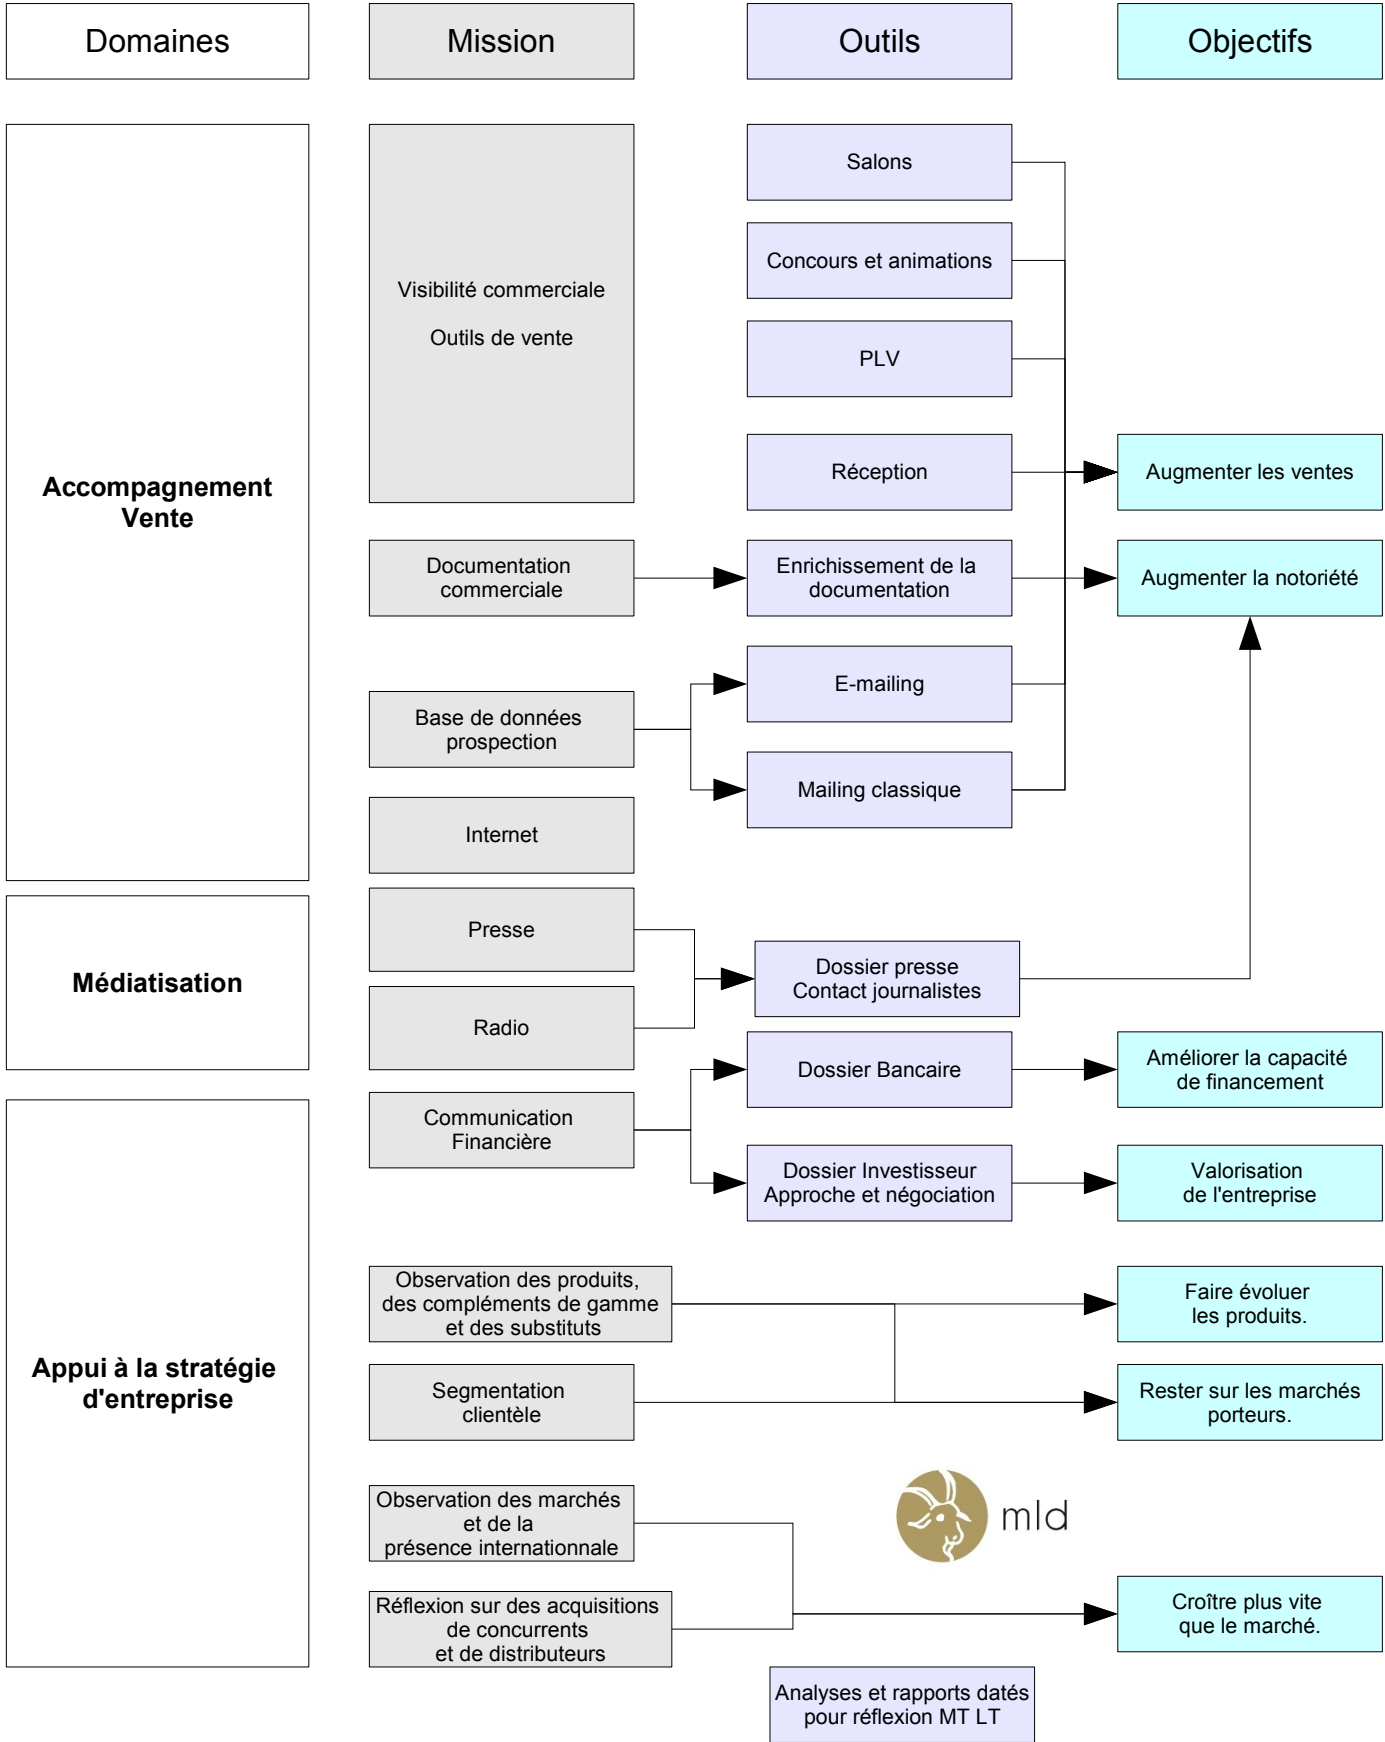 Domaines
Mission
Outils
Objectifs
Accompagnement
Vente
Visibilité commerciale
Outils de vente
Salons
Concours et animations
PLV
Réception
Augmenter les ventes
Documentation
commerciale
Enrichissement de la
documentation
Augmenter la notoriété
Base de données
prospection
E-mailing
Mailing classique
Internet
Médiatisation
Presse
Radio
Dossier presse
Contact journalistes
Appui à la stratégie
d'entreprise
Communication
Financière
Dossier Bancaire
Améliorer la capacité
de financement
Dossier Investisseur
Approche et négociation
Valorisation
de l'entreprise
Observation des produits,
des compléments de gamme
et des substituts
Faire évoluer
les produits.
Segmentation
clientèle
Rester sur les marchés
porteurs.
mld
Observation des marchés
et de la
présence internationnale
Réflexion sur des acquisitions
de concurrents
et de distributeurs
Croître plus vite
que le marché.
Analyses et rapports datés
pour réflexion MT LT